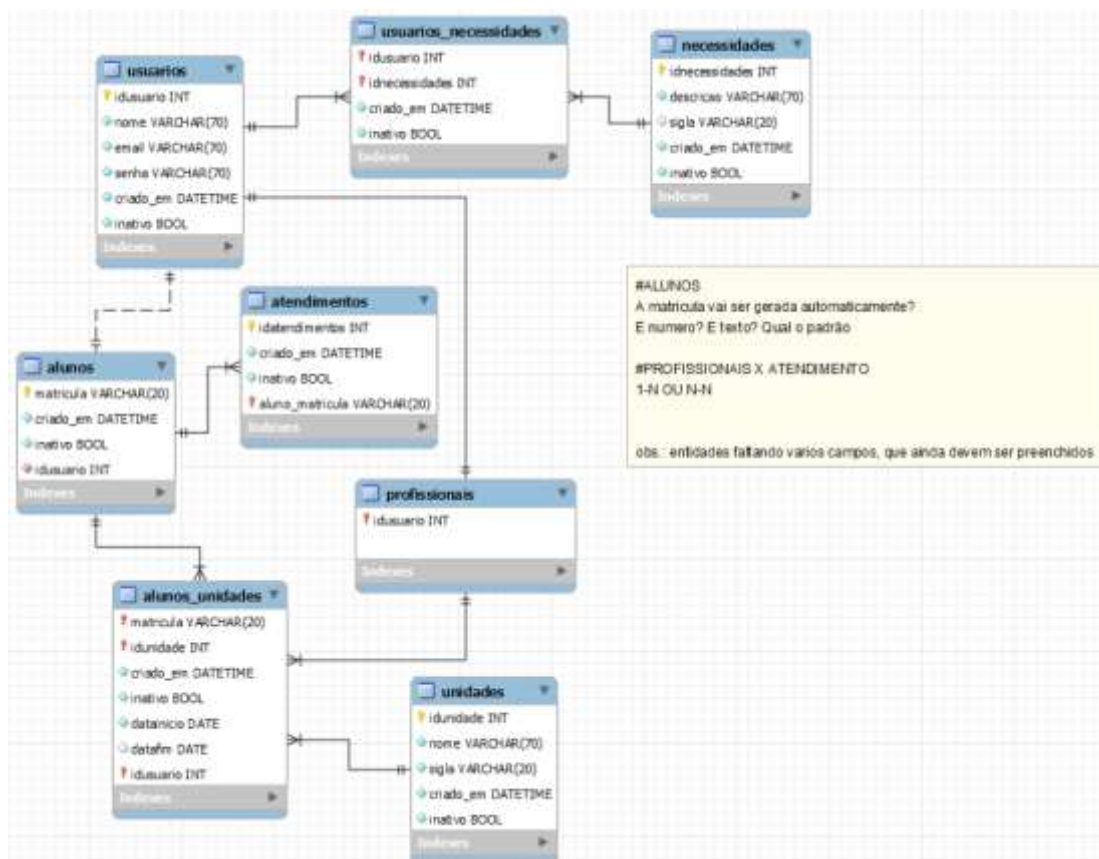 usuarios
idusuario INT
nome VARCHAR(70)
email VARCHAR(70)
senha VARCHAR(70)
criado_em DATETIME
inativo BOOL
Indexes
usuarios_necessidades
idusuario INT
idnecessidades INT
criado_em DATETIME
inativo BOOL
Indexes
necessidades
idnecessidades INT
descricao VARCHAR(70)
sigla VARCHAR(20)
criado_em DATETIME
inativo BOOL
Indexes
#ALUNOS
A matricula vai ser gerada automaticamente?
E numero? E texto? Qual o padrão
#PROFISSIONAIS X ATENDIMENTO
1-N OU N-N
obs.: entidades faltando varios campos, que ainda devem ser preenchidos
atendimentos
idatendimentos INT
criado_em DATETIME
inativo BOOL
aluno_matricula VARCHAR(20)
Indexes
alunos
matricula VARCHAR(20)
criado_em DATETIME
inativo BOOL
idusuario INT
Indexes
profissionais
idusuario INT
Indexes
alunos_unidades
matricula VARCHAR(20)
idunidade INT
criado_em DATETIME
inativo BOOL
datainicio DATE
datafim DATE
idusuario INT
Indexes
unidades
idunidade INT
nome VARCHAR(70)
sigla VARCHAR(20)
criado_em DATETIME
inativo BOOL
Indexes